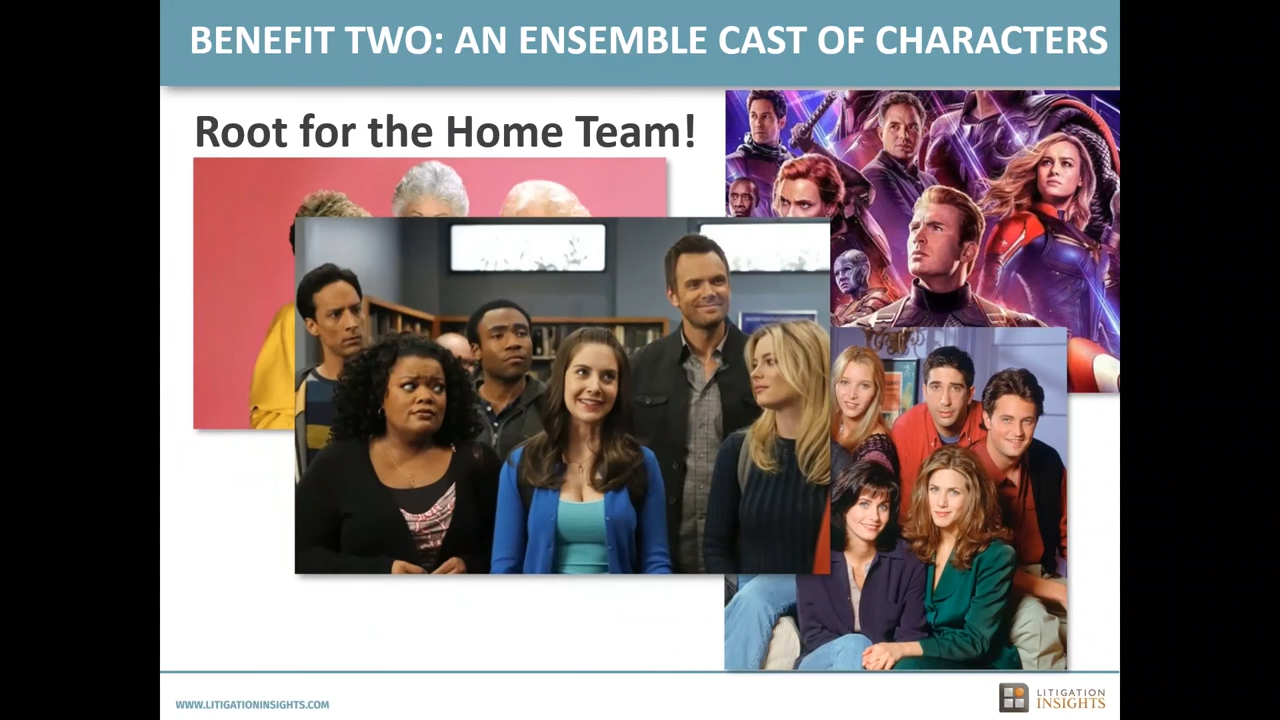 BENEFIT TWO: AN ENSEMBLE CAST OF CHARACTERS
Root for the Home Team!
WWW.LITIGATIONINSIGHTS.COM
LITIGATION
INSIGHTS